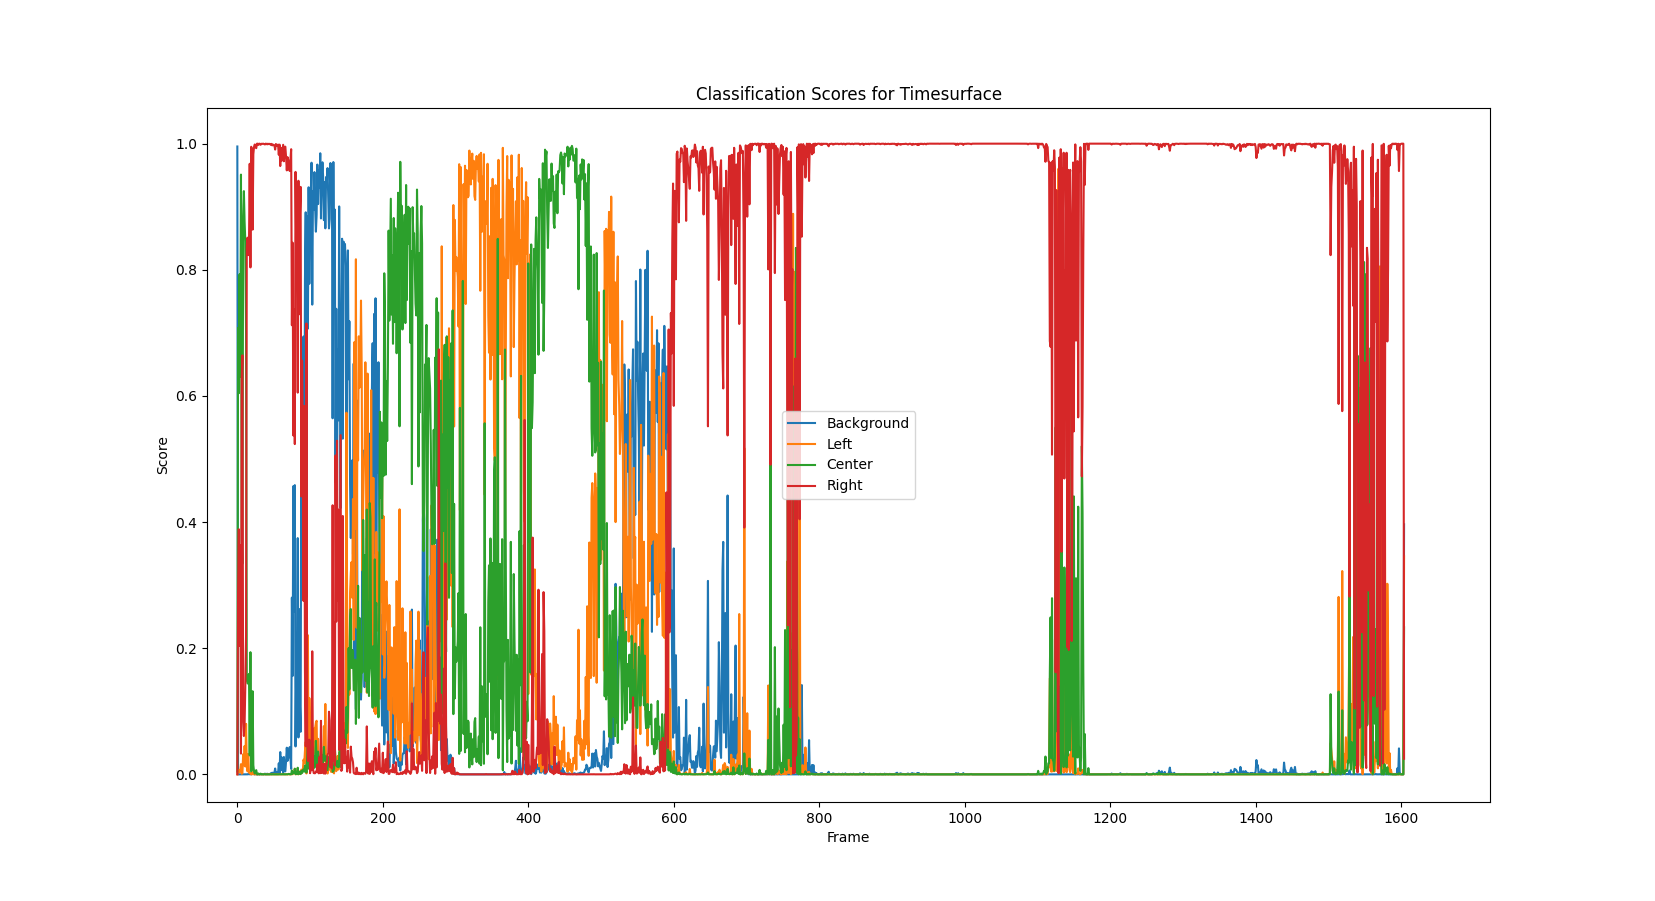 Classification Scores for Timesurface
1.0
0.8
0.6
0.4
0.2
0.0
Score
Background
Left
Center
Right
0 200 400 600 800 1000 1200 1400 1600
Frame